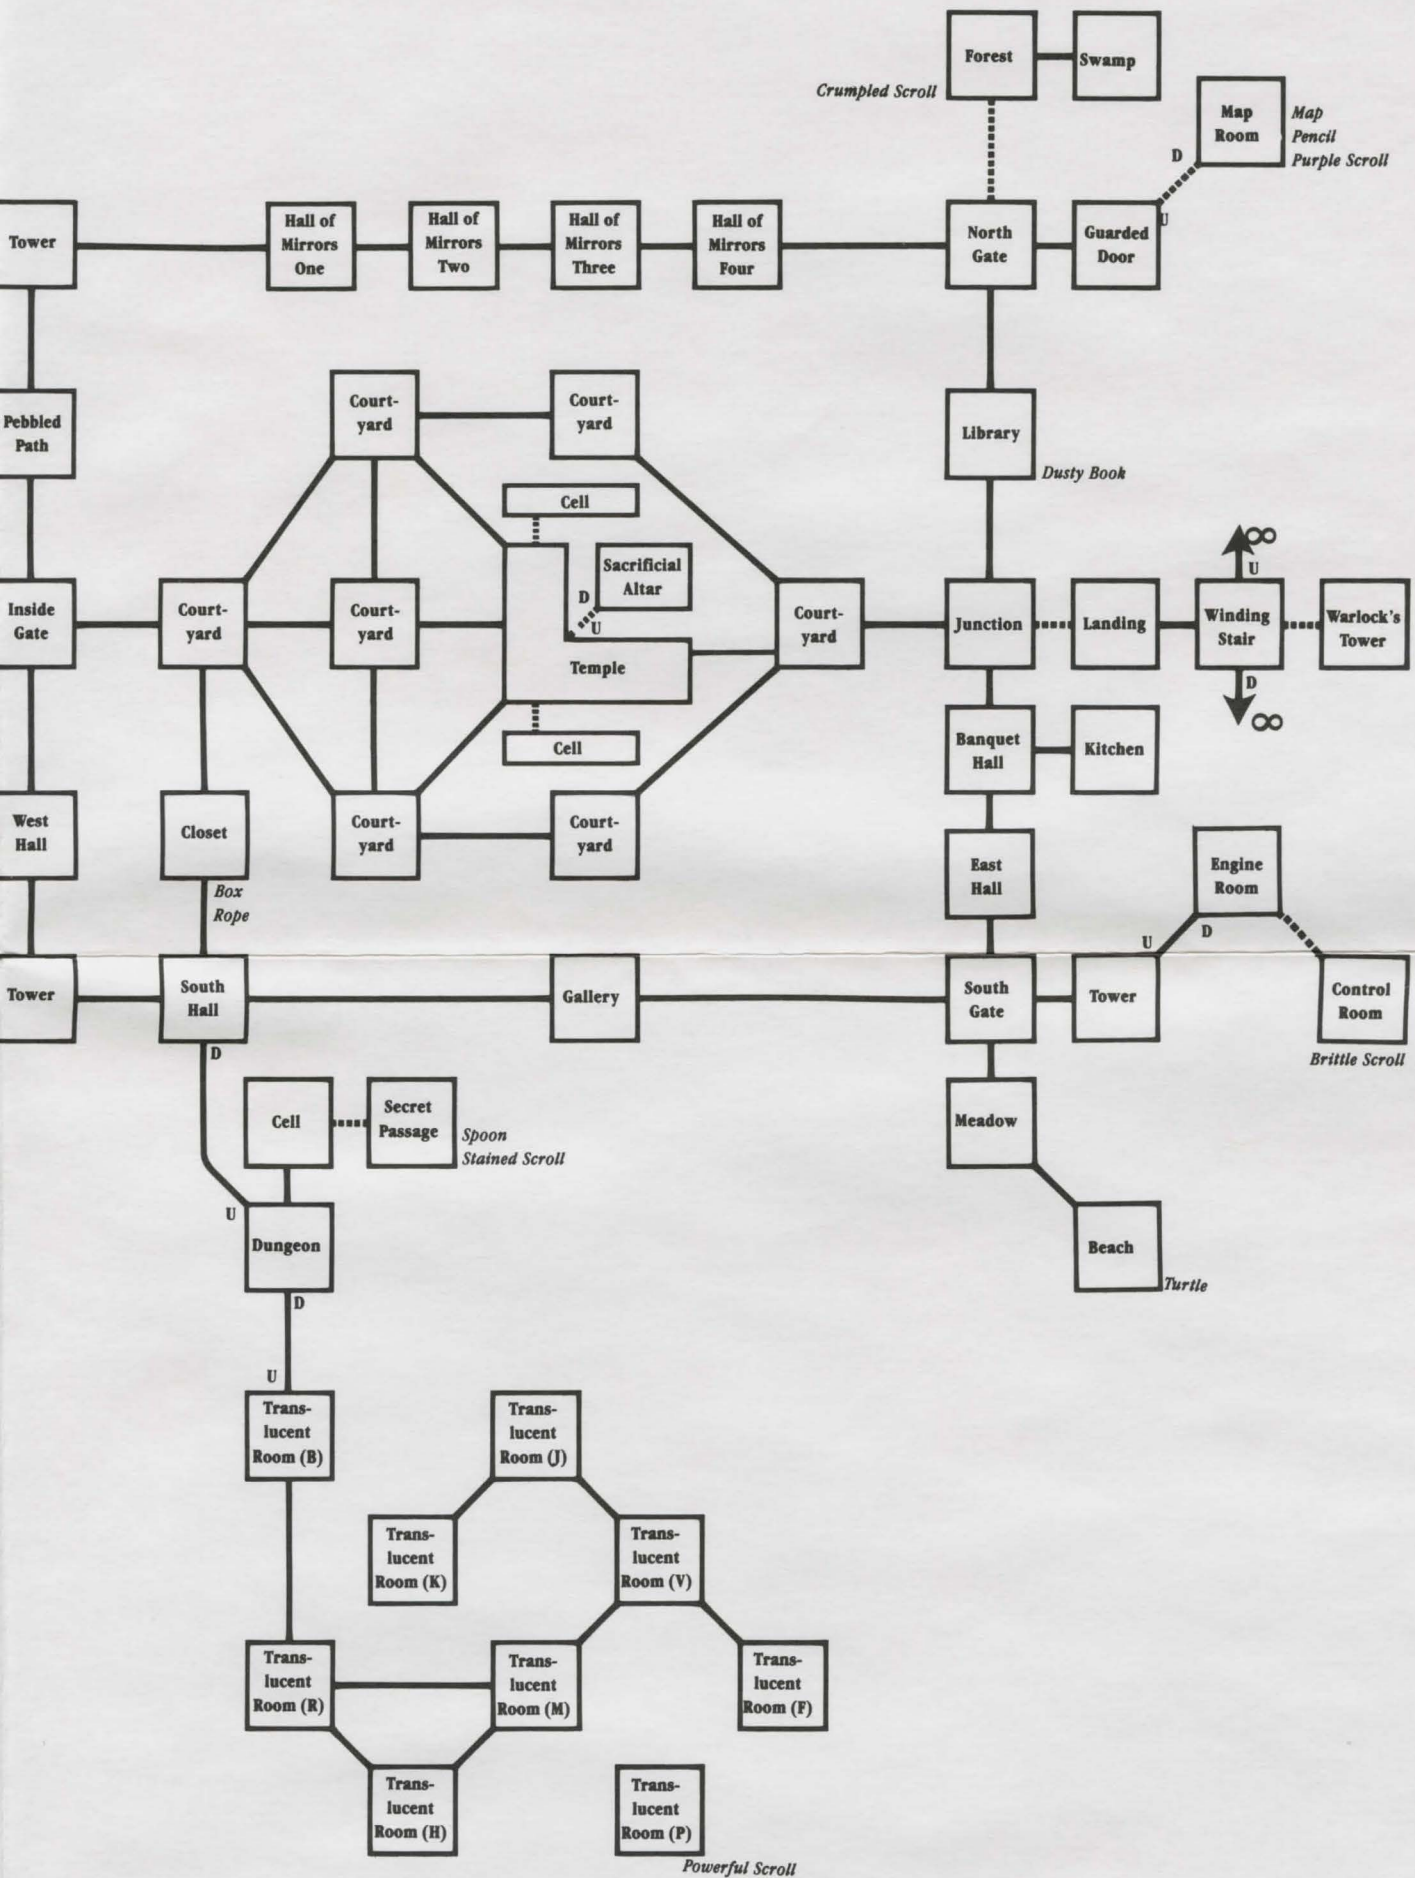 Forest
Swamp
Crumpled Scroll
Map
Room
Map
Pencil
Purple Scroll
D
U
Tower
Hall of
Mirrors
One
Hall of
Mirrors
Two
Hall of
Mirrors
Three
Hall of
Mirrors
Four
North
Gate
Guarded
Door
Pebbled
Path
Court-
yard
Court-
yard
Library
Dusty Book
Cell
Sacrificial
Altar
D
U
Temple
Cell
Inside
Gate
Court-
yard
Court-
yard
Court-
yard
Junction
Landing
∞
U
Winding
Stair
D
∞
Warlock's
Tower
Banquet
Hall
Kitchen
West
Hall
Closet
Box
Rope
Court-
yard
Court-
yard
East
Hall
Engine
Room
U
D
Tower
South
Hall
D
Gallery
South
Gate
Tower
Control
Room
Brittle Scroll
Cell
Secret
Passage
Spoon
Stained Scroll
Meadow
U
Dungeon
D
Beach
Turtle
U
Trans-
lucent
Room (B)
Trans-
lucent
Room (J)
Trans-
lucent
Room (K)
Trans-
lucent
Room (V)
Trans-
lucent
Room (R)
Trans-
lucent
Room (M)
Trans-
lucent
Room (F)
Trans-
lucent
Room (H)
Trans-
lucent
Room (P)
Powerful Scroll